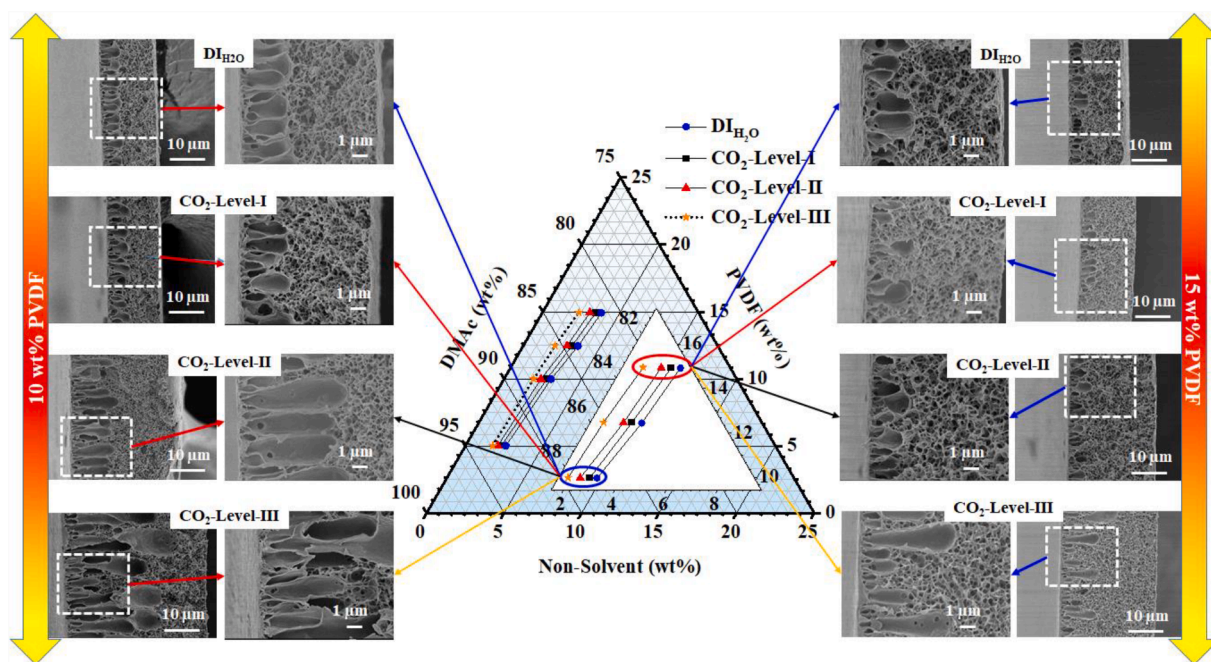 10 wt% PVDF
DI_H2O
10 μm
1 μm
CO2-Level-I
10 μm
1 μm
CO2-Level-II
10 μm
1 μm
CO2-Level-III
10 μm
1 μm
DI_H2O
CO2-Level-I
CO2-Level-II
CO2-Level-III
75
80
85
90
95
100
DMAc (wt%)
25
20
15
10
5
0
PVDF (wt%)
0
5
10
15
20
25
Non-Solvent (wt%)
82
84
86
88
16
14
12
10
2
4
6
8
DI_H2O
1 μm
10 μm
CO2-Level-I
1 μm
10 μm
CO2-Level-II
1 μm
10 μm
CO2-Level-III
1 μm
10 μm
15 wt% PVDF